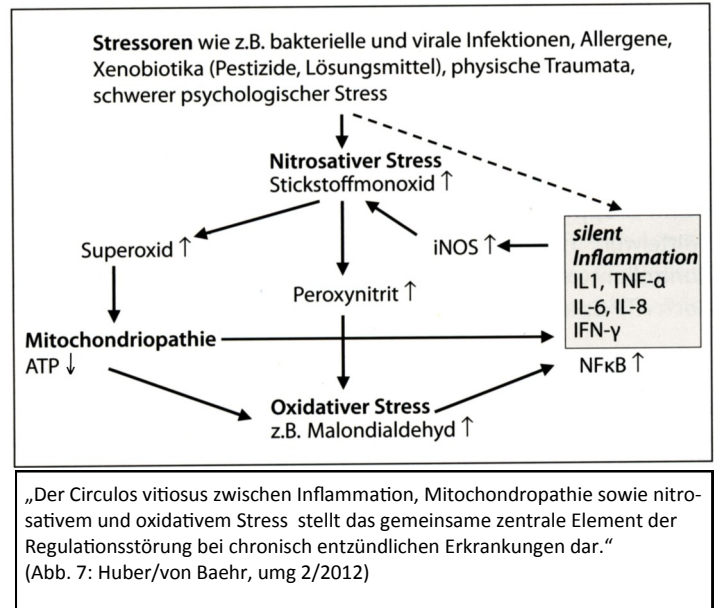 Stressoren wie z.B. bakterielle und virale Infektionen, Allergene,
Xenobiotika (Pestizide, Lösungsmittel), physische Traumata,
schwerer psychologischer Stress
Nitrosativer Stress
Stickstoffmonoxid ↑
Superoxid ↑
iNOS ↑
silent
Inflammation
IL1, TNF-α
IL-6, IL-8
IFN-γ
NFκB ↑
Peroxynitrit ↑
Mitochondriopathie
ATP ↓
Oxidativer Stress
z.B. Malondialdehyd ↑
„Der Circulos vitiosus zwischen Inflammation, Mitochondropathie sowie nitro-
sativem und oxidativem Stress stellt das gemeinsame zentrale Element der
Regulationsstörung bei chronisch entzündlichen Erkrankungen dar.“
(Abb. 7: Huber/von Baehr, umg 2/2012)